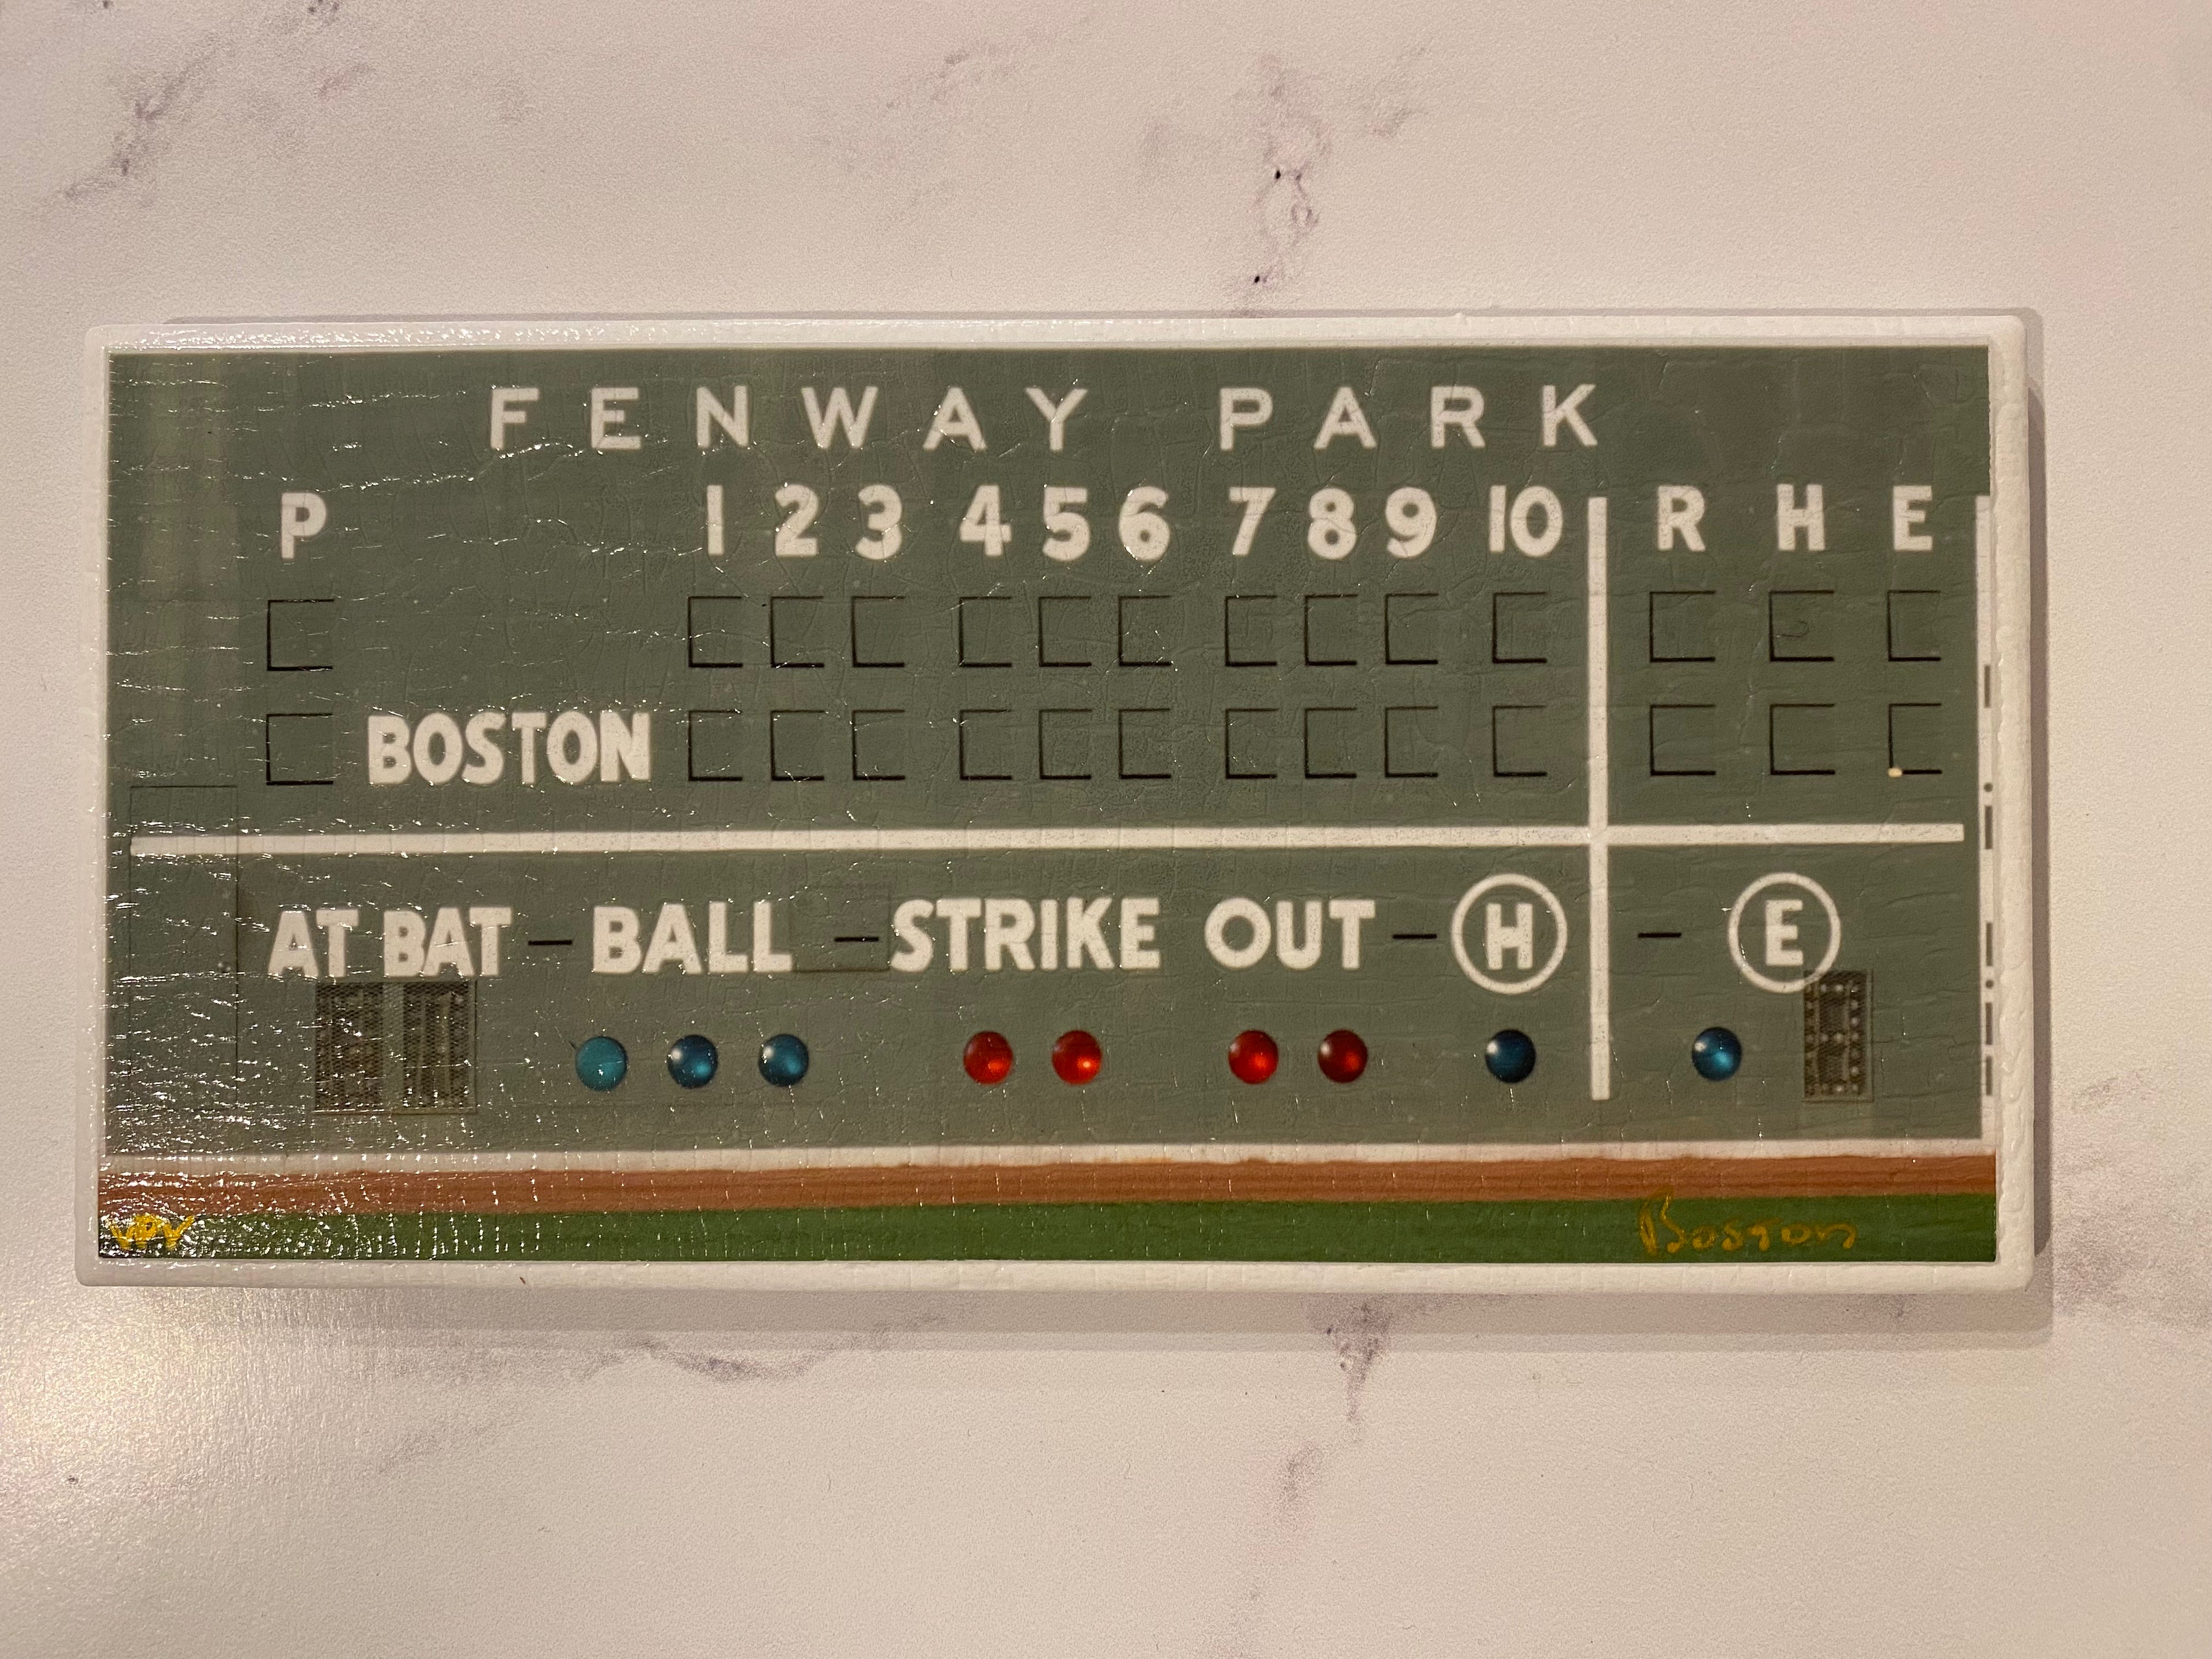 FENWAY PARK
P 1 2 3 4 5 6 7 8 9 10 R H E
BOSTON
AT BAT – BALL – STRIKE OUT – H – E
Boston